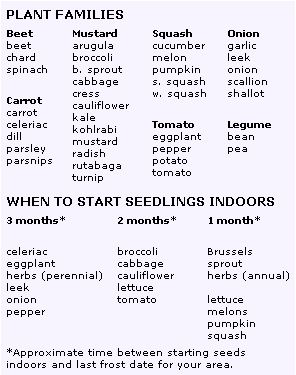 PLANT FAMILIES
Beet
beet
chard
spinach
Carrot
carrot
celeriac
dill
parsley
parsnips
Mustard
arugula
broccoli
b. sprout
cabbage
cress
cauliflower
kale
kohlrabi
mustard
radish
rutabaga
turnip
Squash
cucumber
melon
pumpkin
s. squash
w. squash
Tomato
eggplant
pepper
potato
tomato
Onion
garlic
leek
onion
scallion
shallot
Legume
bean
pea
WHEN TO START SEEDLINGS INDOORS
3 months*
celeriac
eggplant
herbs (perennial)
leek
onion
pepper
2 months*
broccoli
cabbage
cauliflower
lettuce
tomato
1 month*
Brussels
sprout
herbs (annual)
lettuce
melons
pumpkin
squash
*Approximate time between starting seeds
indoors and last frost date for your area.